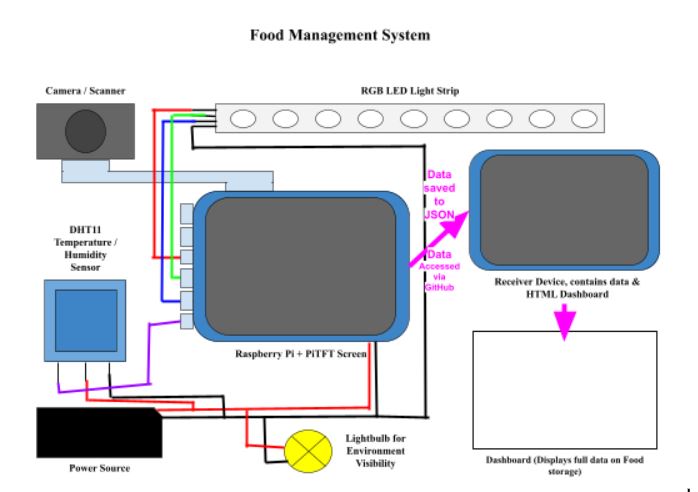 Food Management System
Camera / Scanner
RGB LED Light Strip
Data
saved
to
JSON
Data
Accessed
via
GitHub
DHT11
Temperature /
Humidity
Sensor
Receiver Device, contains data &
HTML Dashboard
Raspberry Pi + PiTFT Screen
Lightbulb for
Environment
Visibility
Power Source
Dashboard (Displays full data on Food
storage)